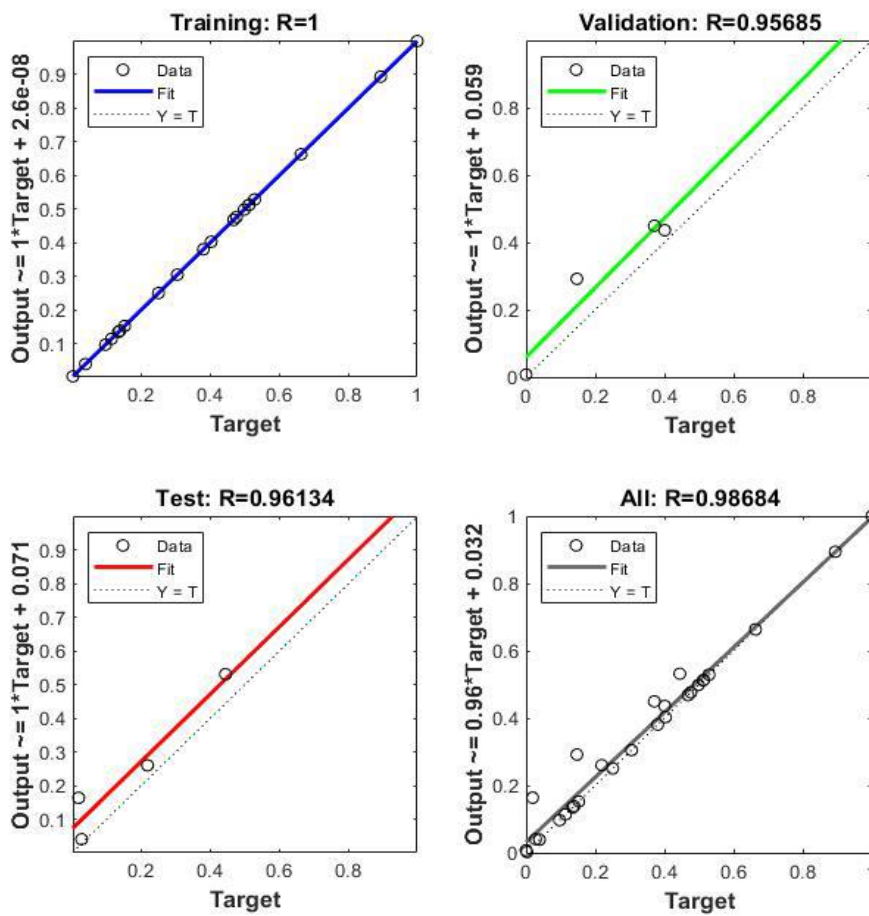 Training: R=1
Output ~= 1*Target + 2.6e-08
0.9
0.8
0.7
0.6
0.5
0.4
0.3
0.2
0.1
Data
Fit
Y = T
0.2 0.4 0.6 0.8 1
Target
Validation: R=0.95685
Output ~= 1*Target + 0.059
0.8
0.6
0.4
0.2
0
Data
Fit
Y = T
0 0.2 0.4 0.6 0.8
Target
Test: R=0.96134
Output ~= 1*Target + 0.071
0.9
0.8
0.7
0.6
0.5
0.4
0.3
0.2
0.1
Data
Fit
Y = T
0.2 0.4 0.6 0.8
Target
All: R=0.98684
Output ~= 0.96*Target + 0.032
1
0.8
0.6
0.4
0.2
0
Data
Fit
Y = T
0 0.2 0.4 0.6 0.8
Target